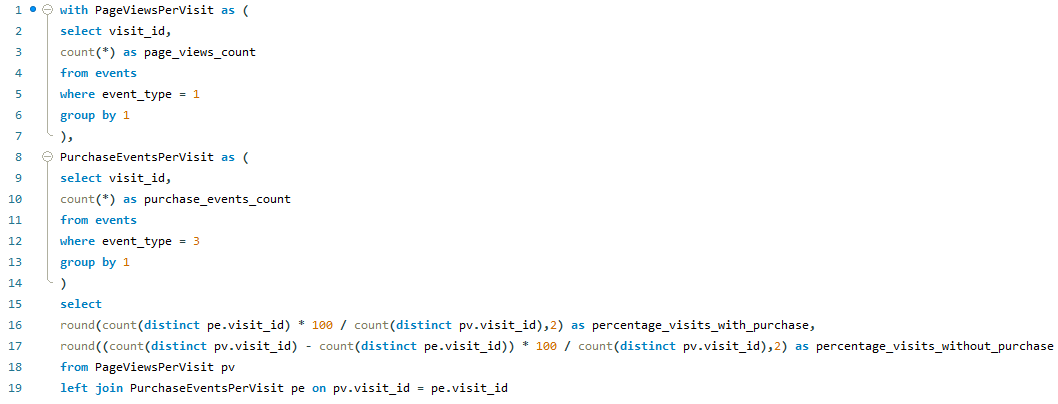 1 with PageViewsPerVisit as (
2 select visit_id,
3 count(*) as page_views_count
4 from events
5 where event_type = 1
6 group by 1
7 ),
8 PurchaseEventsPerVisit as (
9 select visit_id,
10 count(*) as purchase_events_count
11 from events
12 where event_type = 3
13 group by 1
14 )
15 select
16 round(count(distinct pe.visit_id) * 100 / count(distinct pv.visit_id),2) as percentage_visits_with_purchase,
17 round((count(distinct pv.visit_id) - count(distinct pe.visit_id)) * 100 / count(distinct pv.visit_id),2) as percentage_visits_without_purchase
18 from PageViewsPerVisit pv
19 left join PurchaseEventsPerVisit pe on pv.visit_id = pe.visit_id